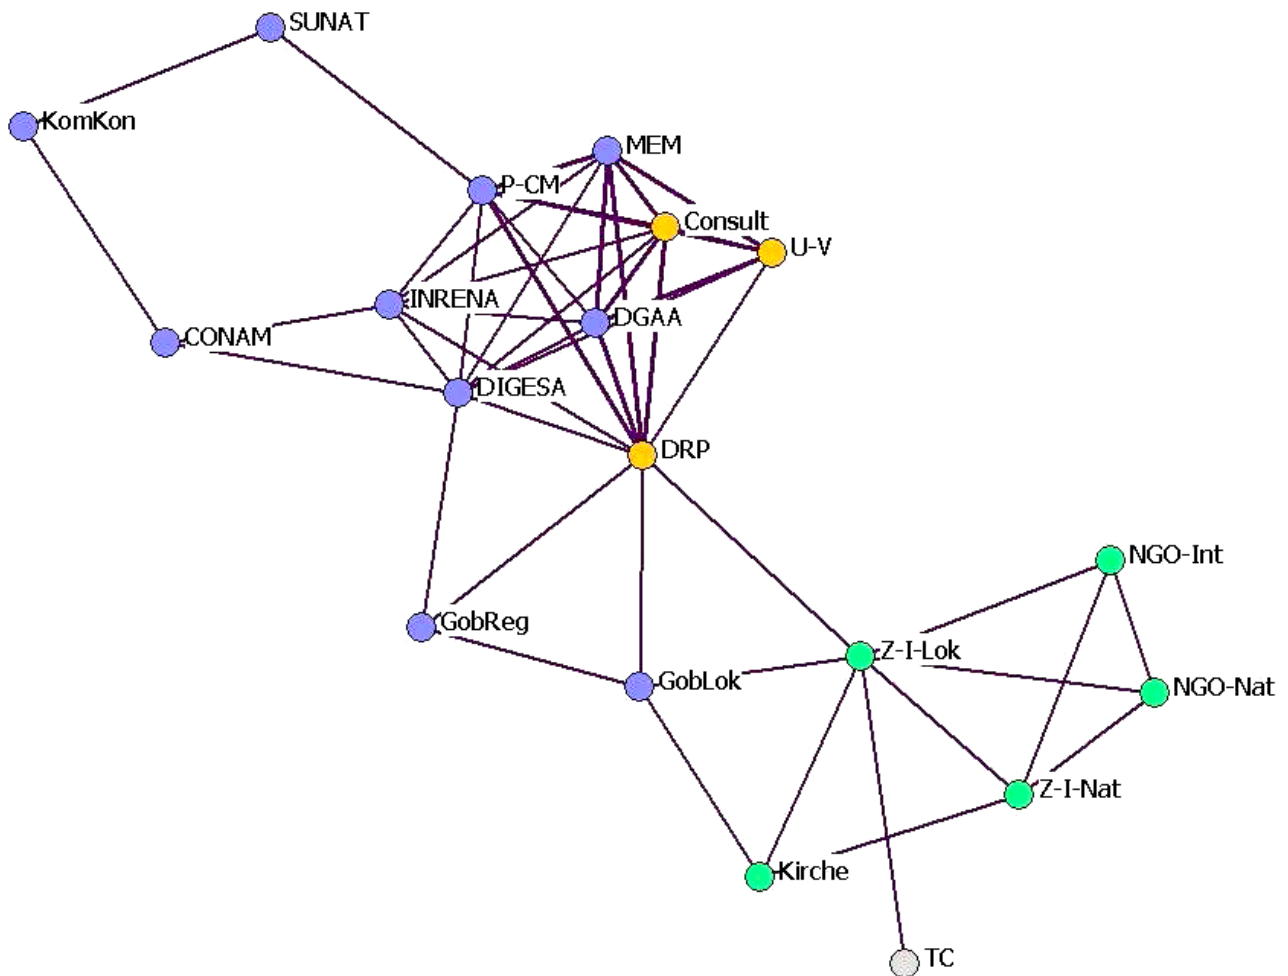 SUNAT
KomKon
MEM
P-CM
Consult
U-V
INRENA
DGAA
CONAM
DIGESA
DRP
NGO-Int
GobReg
Z-I-Lok
GobLok
NGO-Nat
Z-I-Nat
Kirche
TC